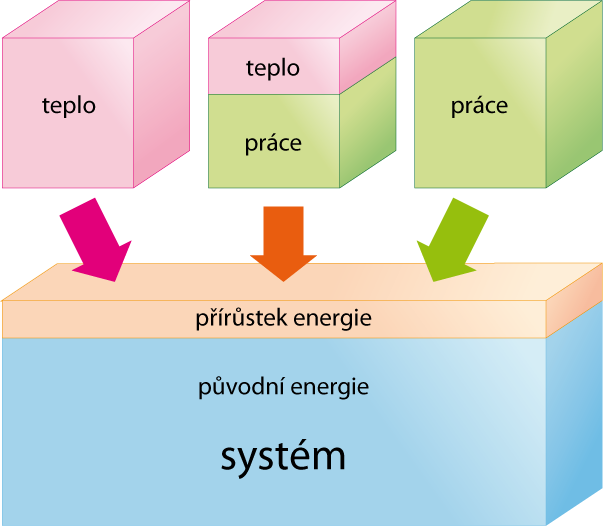 teplo
teplo
práce
práce
přírůstek energie
původní energie
systém